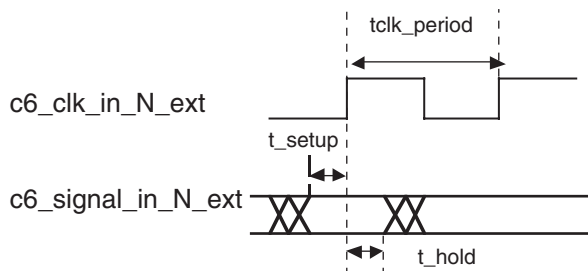 tclk_period
c6_clk_in_N_ext
t_setup
c6_signal_in_N_ext
t_hold